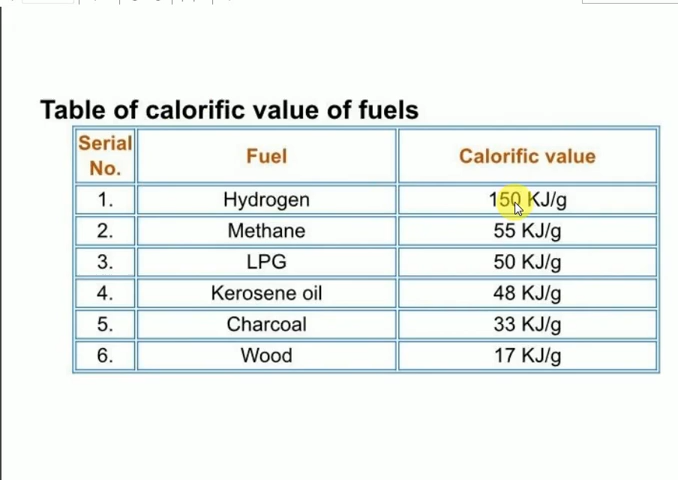 Table of calorific value of fuels
Serial No. Fuel Calorific value
1. Hydrogen 150 KJ/g
2. Methane 55 KJ/g
3. LPG 50 KJ/g
4. Kerosene oil 48 KJ/g
5. Charcoal 33 KJ/g
6. Wood 17 KJ/g